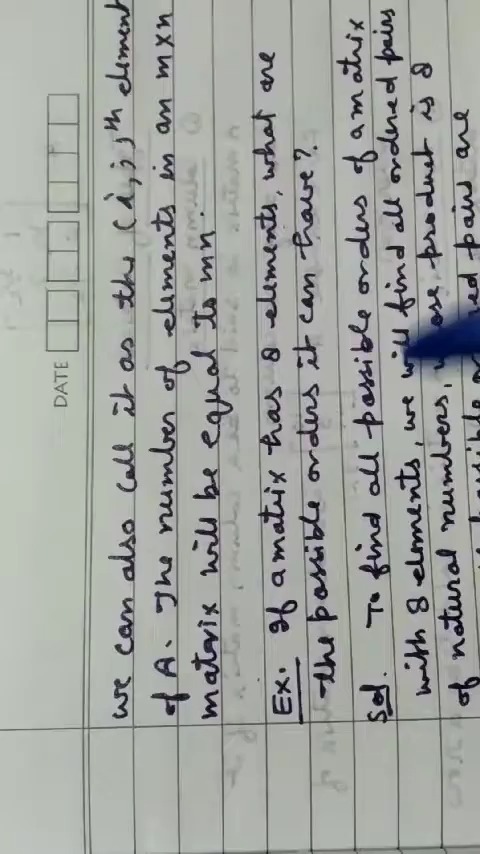 DATE
we can also call it as the (i, j)th element
of A. The number of elements in an m×n
matrix will be equal to mn.
Ex. If a matrix has 8 elements, what are
the possible orders it can have?
Sol. To find all possible orders of a matrix
with 8 elements, we will find all ordered pairs
of natural numbers, whose product is 8
possible pairs are